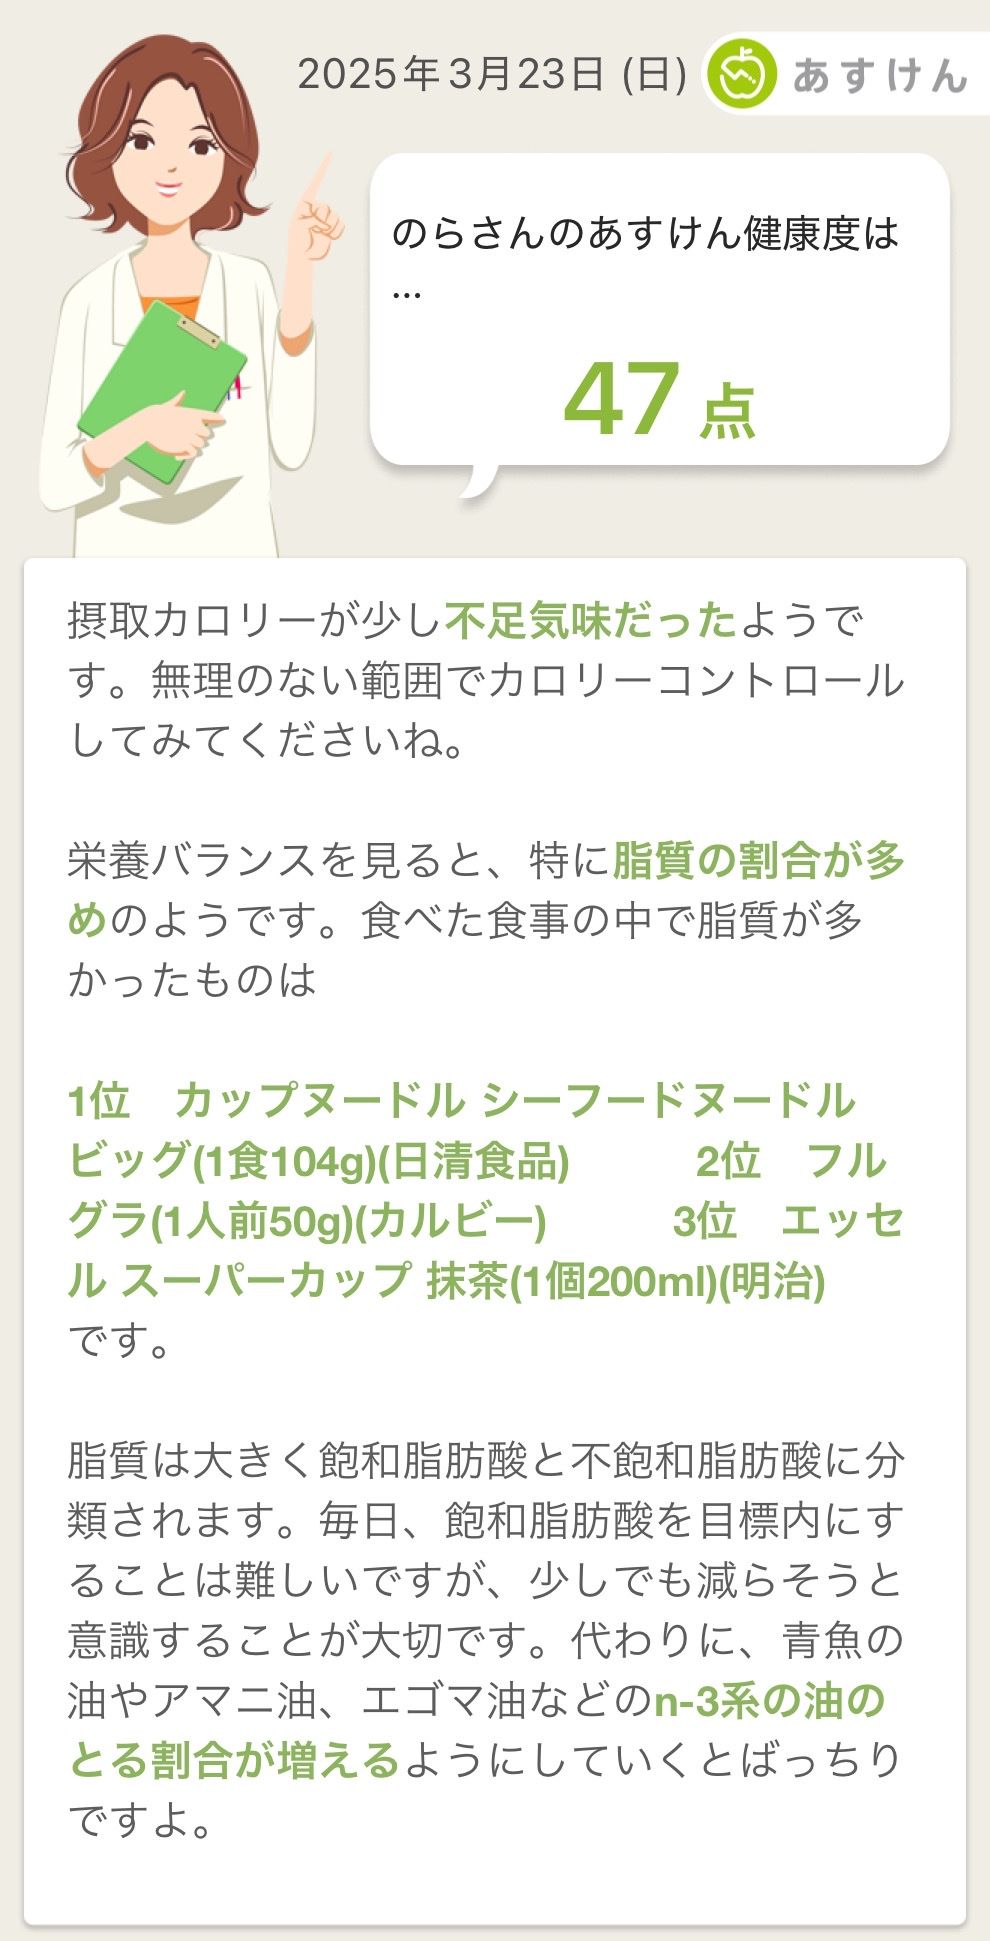 2025年3月23日 (日)
あすけん
のらさんのあすけん健康度は
…
47 点
摂取カロリーが少し不足気味だったようで
す。無理のない範囲でカロリーコントロール
してみてくださいね。
栄養バランスを見ると、特に脂質の割合が多
めのようです。食べた食事の中で脂質が多
かったものは
1位　カップヌードル シーフードヌードル
ビッグ(1食104g)(日清食品)　　　2位　フル
グラ(1人前50g)(カルビー)　　　3位　エッセ
ル スーパーカップ 抹茶(1個200ml)(明治)
です。
脂質は大きく飽和脂肪酸と不飽和脂肪酸に分
類されます。毎日、飽和脂肪酸を目標内にす
ることは難しいですが、少しでも減らそうと
意識することが大切です。代わりに、青魚の
油やアマニ油、エゴマ油などのn-3系の油の
とる割合が増えるようにしていくとばっちり
ですよ。